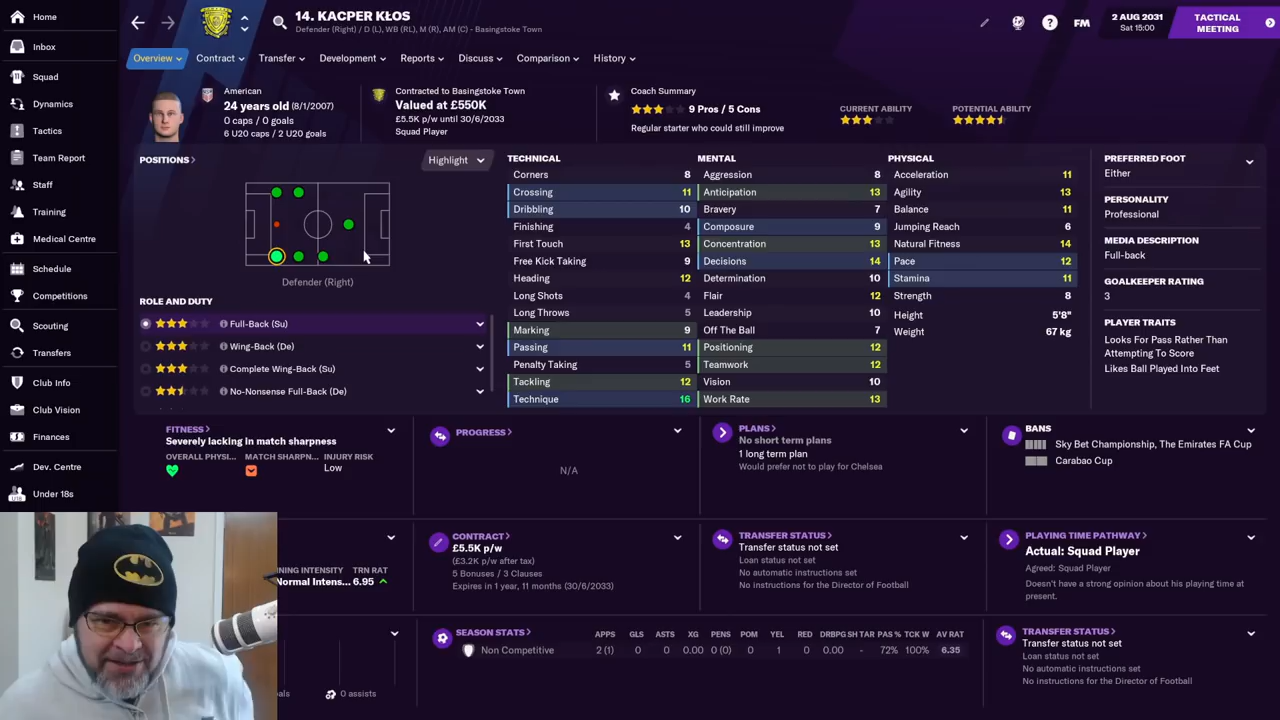 Home
Inbox
Squad
Dynamics
Tactics
Team Report
Staff
Training
Medical Centre
Schedule
Competitions
Scouting
Transfers
Club Info
Club Vision
Finances
Dev. Centre
Under 18s
14. KACPER KŁOS
Defender (Right) / D (L), WB (RL), M (R), AM (C) - Basingstoke Town
FM
2 AUG 2031
Sat 15:00
TACTICAL
MEETING
Overview
Contract
Transfer
Development
Reports
Discuss
Comparison
History
American
24 years old (8/1/2007)
0 caps / 0 goals
6 U20 caps / 2 U20 goals
Contracted to Basingstoke Town
Valued at £550K
£5.5K p/w until 30/6/2033
Squad Player
Coach Summary
9 Pros / 5 Cons
Regular starter who could still improve
CURRENT ABILITY
POTENTIAL ABILITY
POSITIONS
Highlight
Defender (Right)
ROLE AND DUTY
Full-Back (Su)
Wing-Back (De)
Complete Wing-Back (Su)
No-Nonsense Full-Back (De)
TECHNICAL
Corners 8
Crossing 11
Dribbling 10
Finishing 4
First Touch 13
Free Kick Taking 9
Heading 12
Long Shots 4
Long Throws 5
Marking 9
Passing 11
Penalty Taking 5
Tackling 12
Technique 16
MENTAL
Aggression 8
Anticipation 13
Bravery 7
Composure 9
Concentration 13
Decisions 14
Determination 10
Flair 12
Leadership 10
Off The Ball 7
Positioning 12
Teamwork 12
Vision 10
Work Rate 13
PHYSICAL
Acceleration 11
Agility 13
Balance 11
Jumping Reach 6
Natural Fitness 14
Pace 12
Stamina 11
Strength 8
Height 5'8"
Weight 67 kg
PREFERRED FOOT
Either
PERSONALITY
Professional
MEDIA DESCRIPTION
Full-back
GOALKEEPER RATING
3
PLAYER TRAITS
Looks For Pass Rather Than
Attempting To Score
Likes Ball Played Into Feet
FITNESS
Severely lacking in match sharpness
OVERALL PHYSI... MATCH SHARPN... INJURY RISK
Low
PROGRESS
N/A
PLANS
No short term plans
1 long term plan
Would prefer not to play for Chelsea
BANS
Sky Bet Championship, The Emirates FA Cup
Carabao Cup
NING INTENSITY TRN RAT
Normal Intens... 6.95
CONTRACT
£5.5K p/w
(£3.2K p/w after tax)
5 Bonuses / 3 Clauses
Expires in 1 year, 11 months (30/6/2033)
TRANSFER STATUS
Transfer status not set
Loan status not set
No automatic instructions set
No instructions for the Director of Football
PLAYING TIME PATHWAY
Actual: Squad Player
Agreed: Squad Player
Doesn't have a strong opinion about his playing time at
present.
als 0 assists
SEASON STATS
APPS GLS ASTS XG PENS POM YEL RED DRBPG SH TAR PAS % TCK W AV RAT
Non Competitive 2 (1) 0 0 0.00 0 (0) 0 1 0 0.00 - 72% 100% 6.35
TRANSFER STATUS
Transfer status not set
Loan status not set
No automatic instructions set
No instructions for the Director of Football